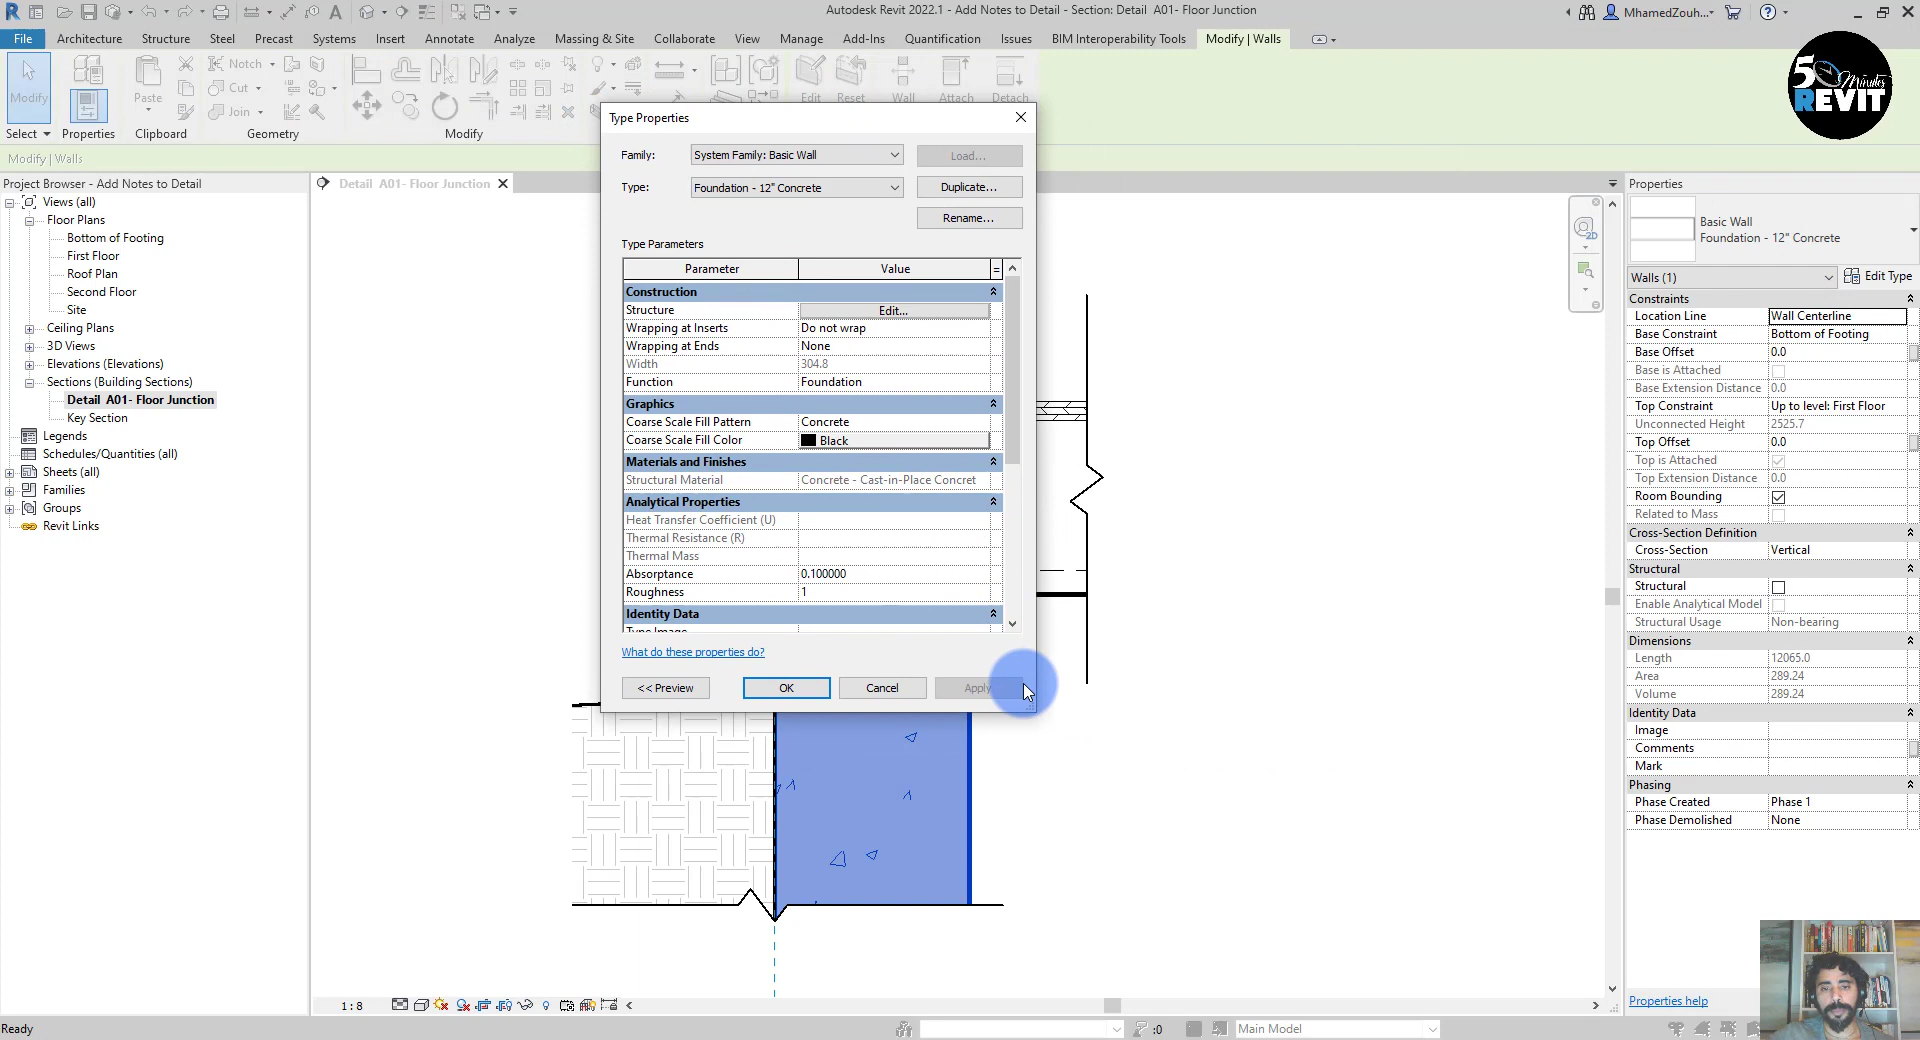 Autodesk Revit 2022.1 - Add Notes to Detail - Section: Detail  A01- Floor Junction
MhamedZouh...
File
Architecture
Structure
Steel
Precast
Systems
Insert
Annotate
Analyze
Massing & Site
Collaborate
View
Manage
Add-Ins
Quantification
Issues
BIM Interoperability Tools
Modify | Walls
Modify
Paste
Notch
Cut
Join
Edit
Reset
Wall
Attach
Detach
Select
Properties
Clipboard
Geometry
Modify
5 Minutes
REVIT
Modify | Walls
Project Browser - Add Notes to Detail
Views (all)
Floor Plans
Bottom of Footing
First Floor
Roof Plan
Second Floor
Site
Ceiling Plans
3D Views
Elevations (Elevations)
Sections (Building Sections)
Detail  A01- Floor Junction
Key Section
Legends
Schedules/Quantities (all)
Sheets (all)
Families
Groups
Revit Links
Detail  A01- Floor Junction
Type Properties
Family:
System Family: Basic Wall
Load...
Type:
Foundation - 12" Concrete
Duplicate...
Rename...
Type Parameters
Parameter Value =
Construction
Structure Edit...
Wrapping at Inserts Do not wrap
Wrapping at Ends None
Width 304.8
Function Foundation
Graphics
Coarse Scale Fill Pattern Concrete
Coarse Scale Fill Color Black
Materials and Finishes
Structural Material Concrete - Cast-in-Place Concret
Analytical Properties
Heat Transfer Coefficient (U)
Thermal Resistance (R)
Thermal Mass
Absorptance 0.100000
Roughness 1
Identity Data
Type Image
What do these properties do?
<< Preview
OK
Cancel
Apply
2D
Properties
Basic Wall
Foundation - 12" Concrete
Walls (1)
Edit Type
Constraints
Location Line Wall Centerline
Base Constraint Bottom of Footing
Base Offset 0.0
Base is Attached
Base Extension Distance 0.0
Top Constraint Up to level: First Floor
Unconnected Height 2525.7
Top Offset 0.0
Top is Attached
Top Extension Distance 0.0
Room Bounding
Related to Mass
Cross-Section Definition
Cross-Section Vertical
Structural
Structural
Enable Analytical Model
Structural Usage Non-bearing
Dimensions
Length 12065.0
Area 289.24
Volume 289.24
Identity Data
Image
Comments
Mark
Phasing
Phase Created Phase 1
Phase Demolished None
Properties help
1:8
Ready
:0
Main Model